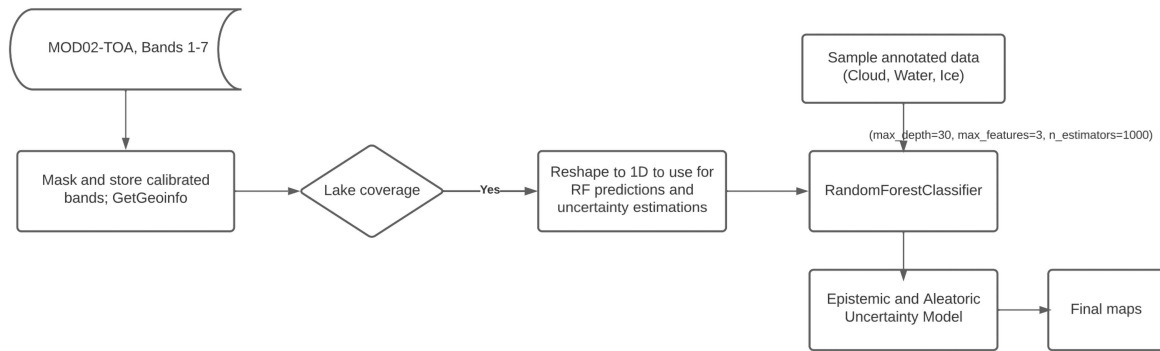 MOD02-TOA, Bands 1-7
Mask and store calibrated
bands; GetGeoinfo
Lake coverage
Yes
Reshape to 1D to use for
RF predictions and
uncertainty estimations
Sample annotated data
(Cloud, Water, Ice)
(max_depth=30, max_features=3, n_estimators=1000)
RandomForestClassifier
Epistemic and Aleatoric
Uncertainty Model
Final maps